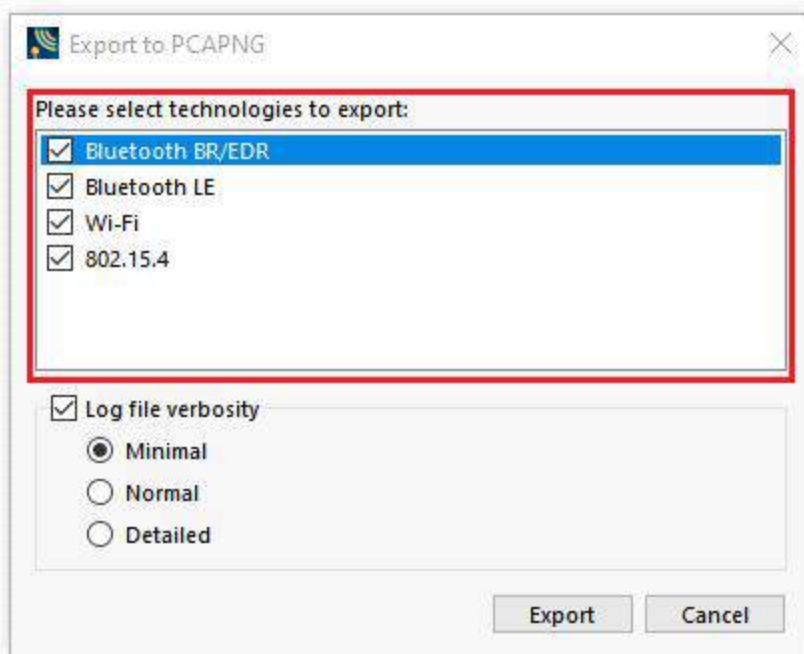 Export to PCAPNG
Please select technologies to export:
Bluetooth BR/EDR
Bluetooth LE
Wi-Fi
802.15.4
Log file verbosity
Minimal
Normal
Detailed
Export Cancel